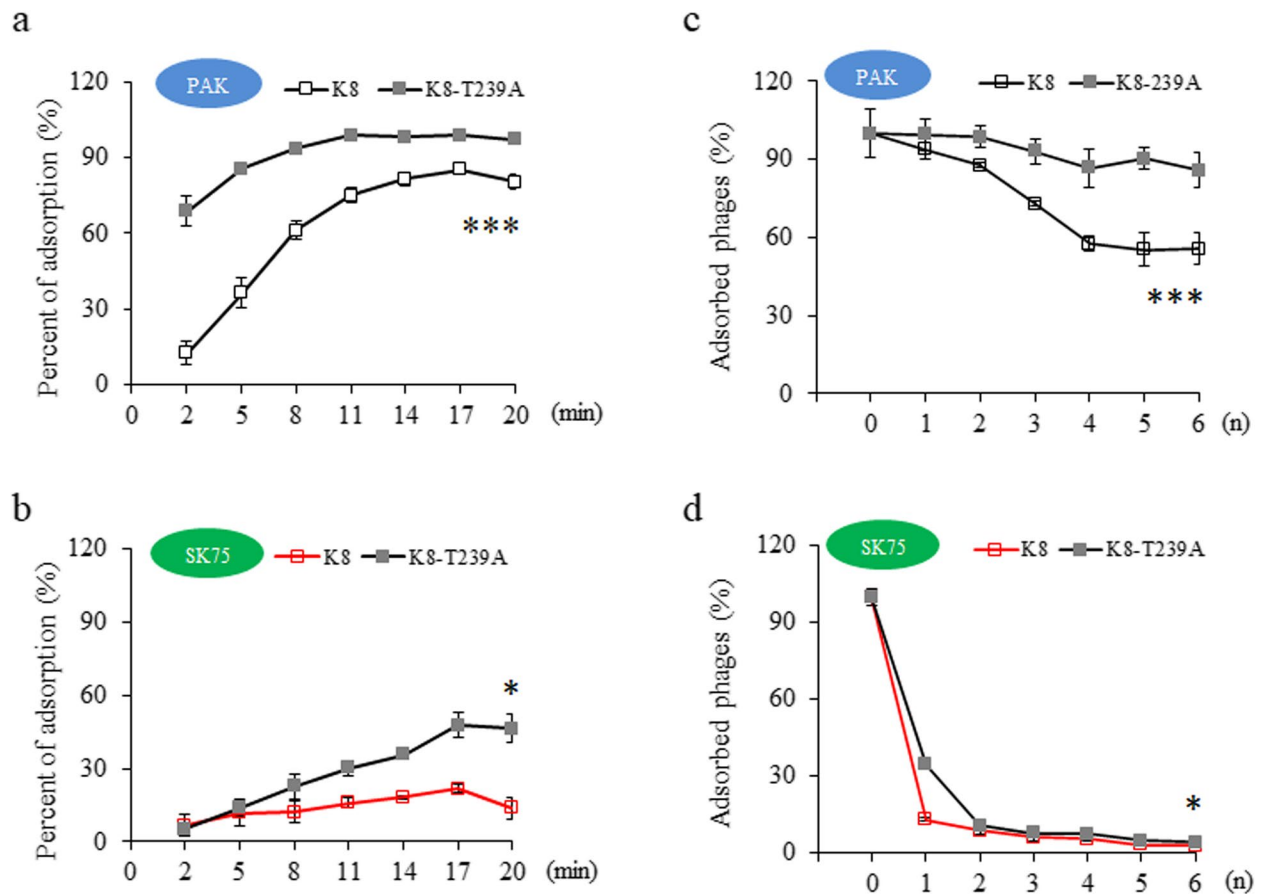 a
PAK K8 K8-T239A
Percent of adsorption (%)
120
90
60
30
0
***
0 2 5 8 11 14 17 20 (min)
c
PAK K8 K8-239A
Adsorbed phages (%)
120
90
60
30
0
***
0 1 2 3 4 5 6 (n)
b
SK75 K8 K8-T239A
Percent of adsorption (%)
120
90
60
30
0
*
0 2 5 8 11 14 17 20 (min)
d
SK75 K8 K8-T239A
Adsorbed phages (%)
120
90
60
30
0
*
0 1 2 3 4 5 6 (n)